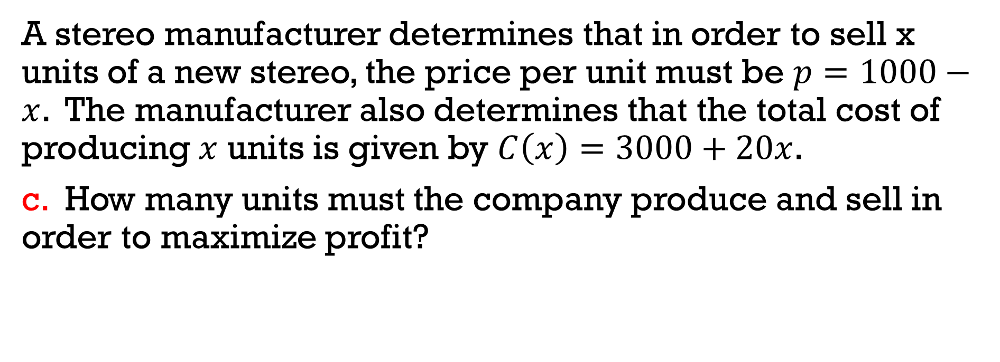 A stereo manufacturer determines that in order to sell x
units of a new stereo, the price per unit must be 𝑝 = 1000 −
𝑥. The manufacturer also determines that the total cost of
producing 𝑥 units is given by 𝐶(𝑥) = 3000 + 20𝑥.
c. How many units must the company produce and sell in
order to maximize profit?